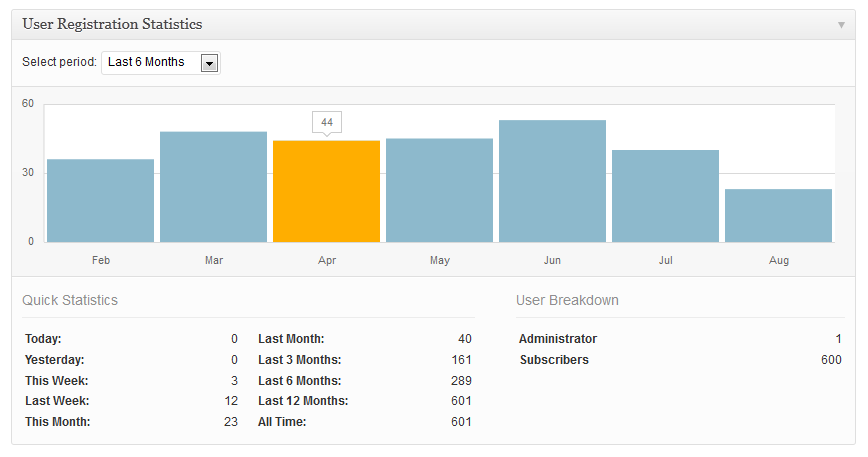 User Registration Statistics
Select period: Last 6 Months
60
44
30
0
Feb Mar Apr May Jun Jul Aug
Quick Statistics
User Breakdown
Today: 0 Last Month: 40
Administrator 1
Yesterday: 0 Last 3 Months: 161
Subscribers 600
This Week: 3 Last 6 Months: 289
Last Week: 12 Last 12 Months: 601
This Month: 23 All Time: 601